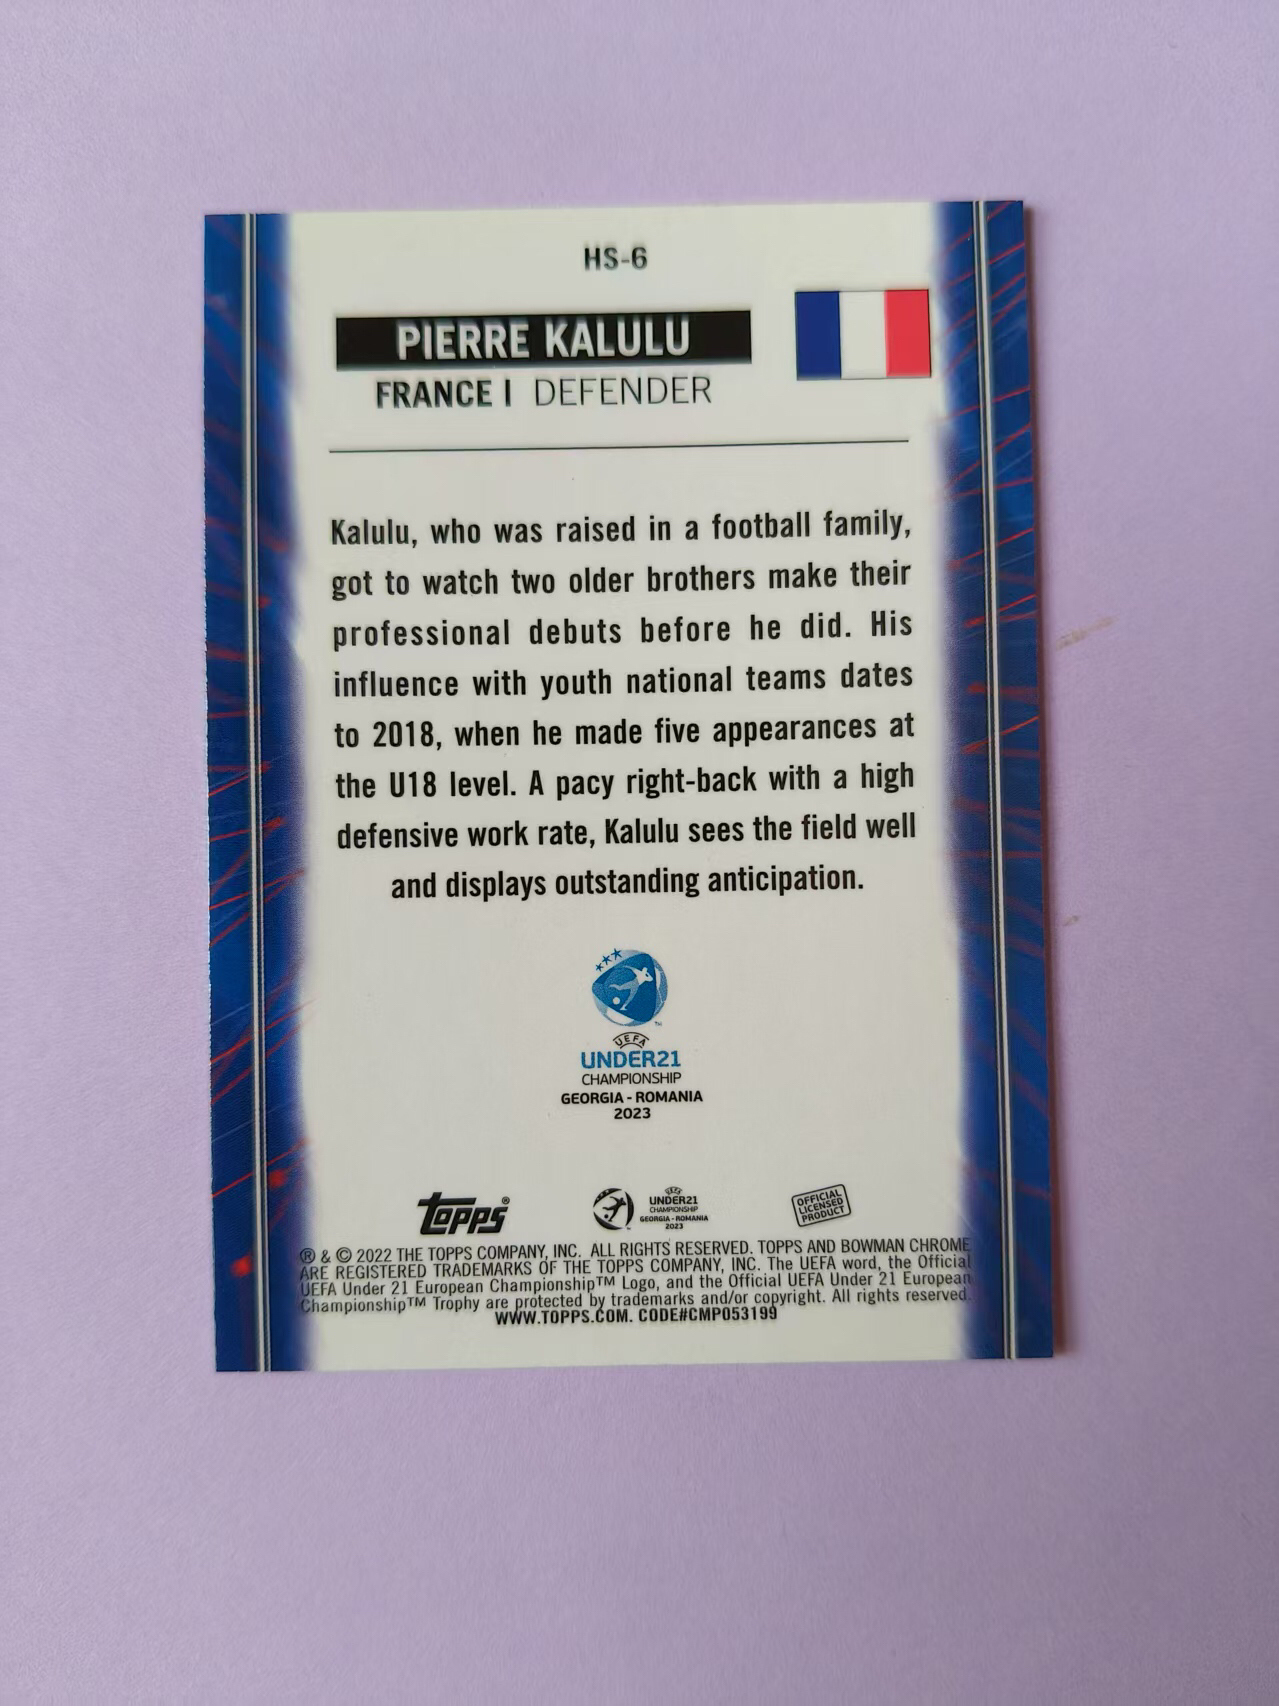 HS-6
PIERRE KALULU
FRANCE I DEFENDER
Kalulu, who was raised in a football family,
got to watch two older brothers make their
professional debuts before he did. His
influence with youth national teams dates
to 2018, when he made five appearances at
the U18 level. A pacy right-back with a high
defensive work rate, Kalulu sees the field well
and displays outstanding anticipation.
TM
UEFA
UNDER21
CHAMPIONSHIP
GEORGIA - ROMANIA
2023
topps®
UEFA
UNDER21
CHAMPIONSHIP
GEORGIA - ROMANIA
2023
OFFICIAL
LICENSED
PRODUCT
® & © 2022 THE TOPPS COMPANY, INC. ALL RIGHTS RESERVED. TOPPS AND BOWMAN CHROME
ARE REGISTERED TRADEMARKS OF THE TOPPS COMPANY, INC. The UEFA word, the Official
UEFA Under 21 European Championship™ Logo, and the Official UEFA Under 21 European
Championship™ Trophy are protected by trademarks and/or copyright. All rights reserved.
WWW.TOPPS.COM. CODE#CMP053199